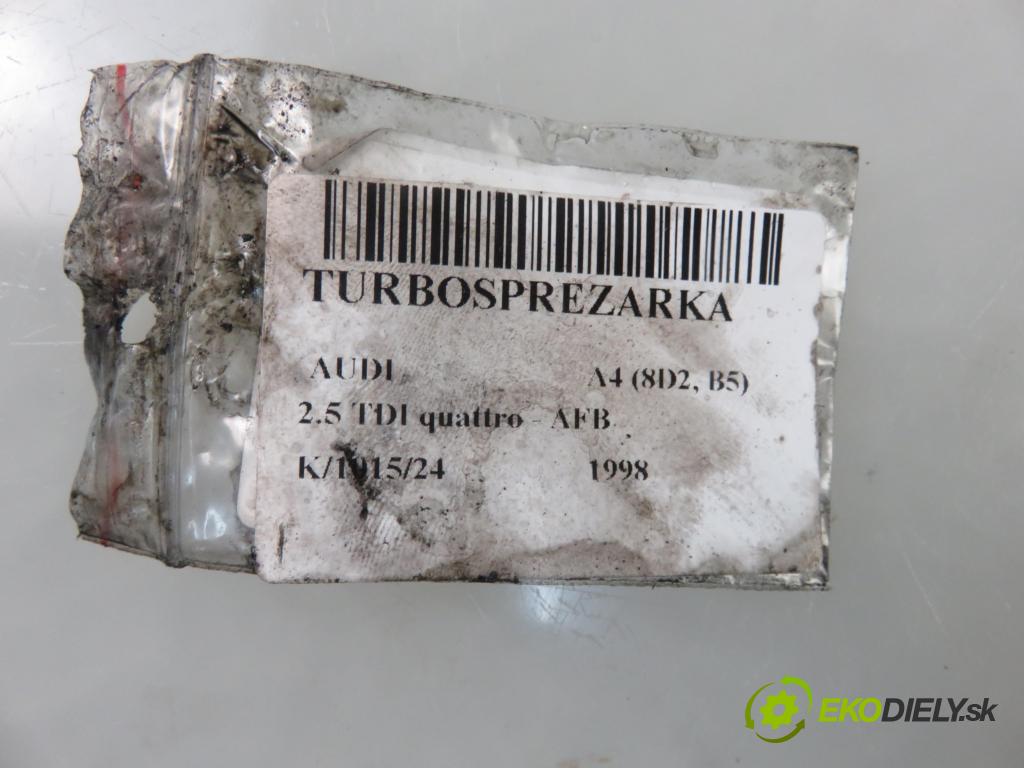 TURBOSPREZARKA
AUDI A4 (8D2, B5)
2.5 TDI quattro - AFB
K/1015/24 1998
EKODIELY.sk